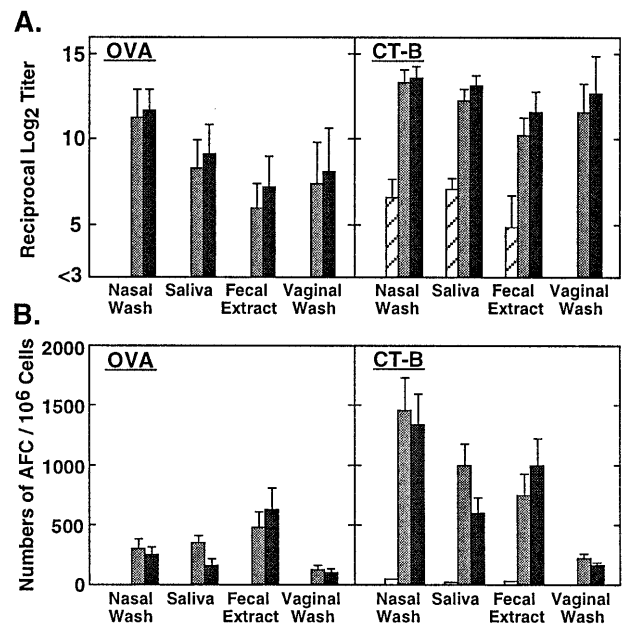 A.
OVA
CT-B
Reciprocal Log2 Titer
15
10
5
<3
Nasal Wash
Saliva
Fecal Extract
Vaginal Wash
Nasal Wash
Saliva
Fecal Extract
Vaginal Wash
B.
OVA
CT-B
Numbers of AFC / 10⁶ Cells
2000
1500
1000
500
0
Nasal Wash
Saliva
Fecal Extract
Vaginal Wash
Nasal Wash
Saliva
Fecal Extract
Vaginal Wash